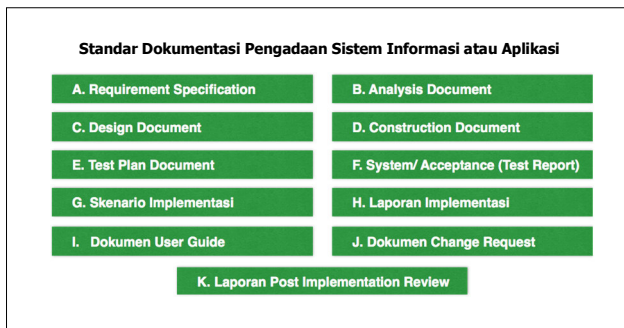 Standar Dokumentasi Pengadaan Sistem Informasi atau Aplikasi
A. Requirement Specification
B. Analysis Document
C. Design Document
D. Construction Document
E. Test Plan Document
F. System/ Acceptance (Test Report)
G. Skenario Implementasi
H. Laporan Implementasi
I. Dokumen User Guide
J. Dokumen Change Request
K. Laporan Post Implementation Review